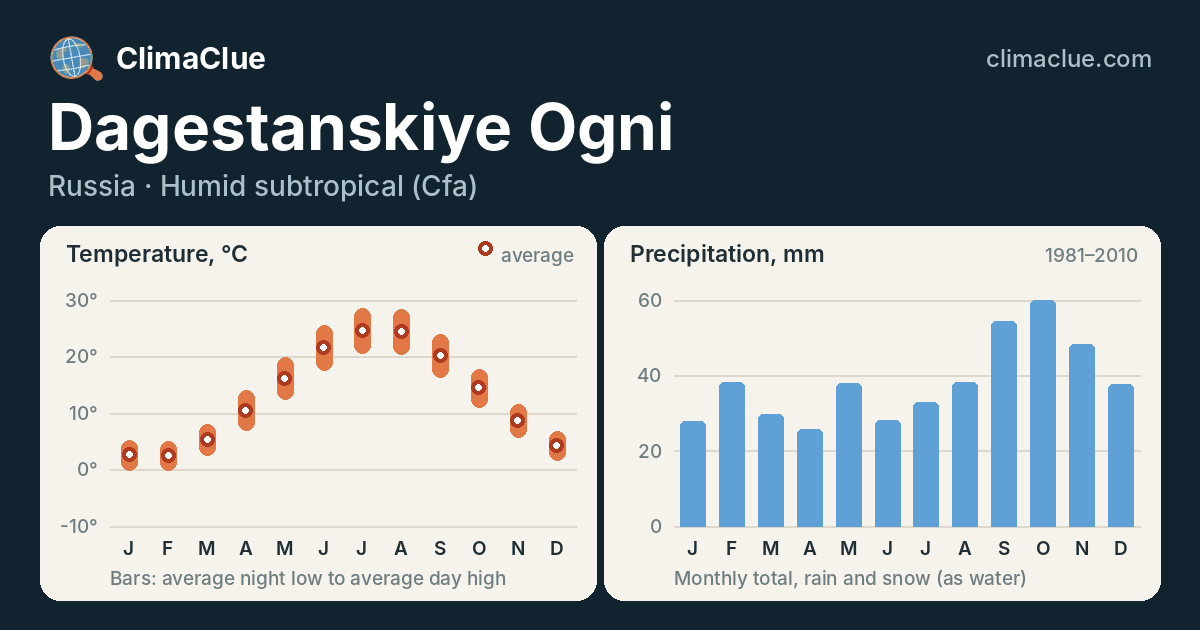 ClimaClue
climaclue.com
Dagestanskiye Ogni
Russia · Humid subtropical (Cfa)
Temperature, °C
average
30°
20°
10°
0°
-10°
J F M A M J J A S O N D
Bars: average night low to average day high
Precipitation, mm
1981–2010
60
40
20
0
J F M A M J J A S O N D
Monthly total, rain and snow (as water)